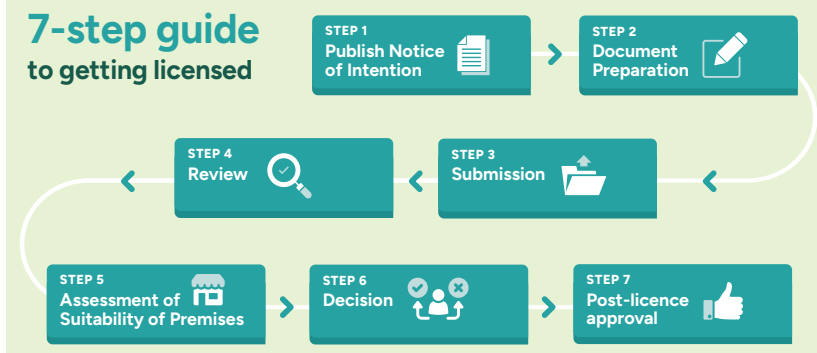 7-step guide
to getting licensed
STEP 1
Publish Notice
of Intention
STEP 2
Document
Preparation
STEP 3
Submission
STEP 4
Review
STEP 5
Assessment of
Suitability of Premises
STEP 6
Decision
STEP 7
Post-licence
approval